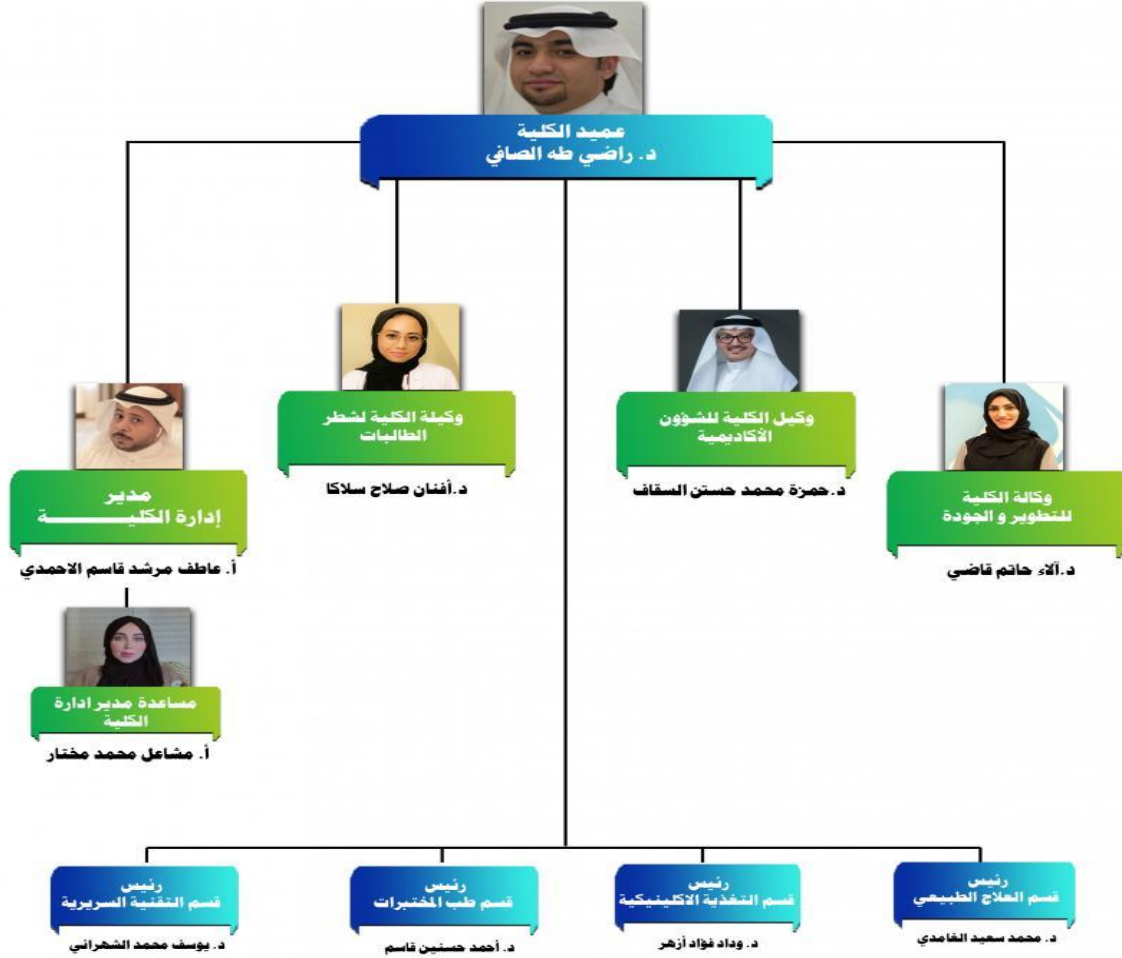 عميد الكلية
د. راضي طه الصافي
وكالة الكلية
للتطوير و الجودة
د.آلاء حاتم قاضي
وكيل الكلية للشؤون
الأكاديمية
د.حمزة محمد حستن السقاف
وكيلة الكلية لشطر
الطالبات
د.أفنان صلاح سلاكا
مدير
إدارة الكليـــــــــة
أ. عاطف مرشد قاسم الاحمدي
مساعدة مدير ادارة
الكلية
أ. مشاعل محمد مختار
رئيس
قسم العلاج الطبيعي
د. محمد سعيد الغامدي
رئيس
قسم التغذية الاكلينيكية
د. وداد فؤاد أزهر
رئيس
قسم طب المختبرات
د. أحمد حسنين قاسم
رئيس
قسم التقنية السريرية
د. يوسف محمد الشهراني